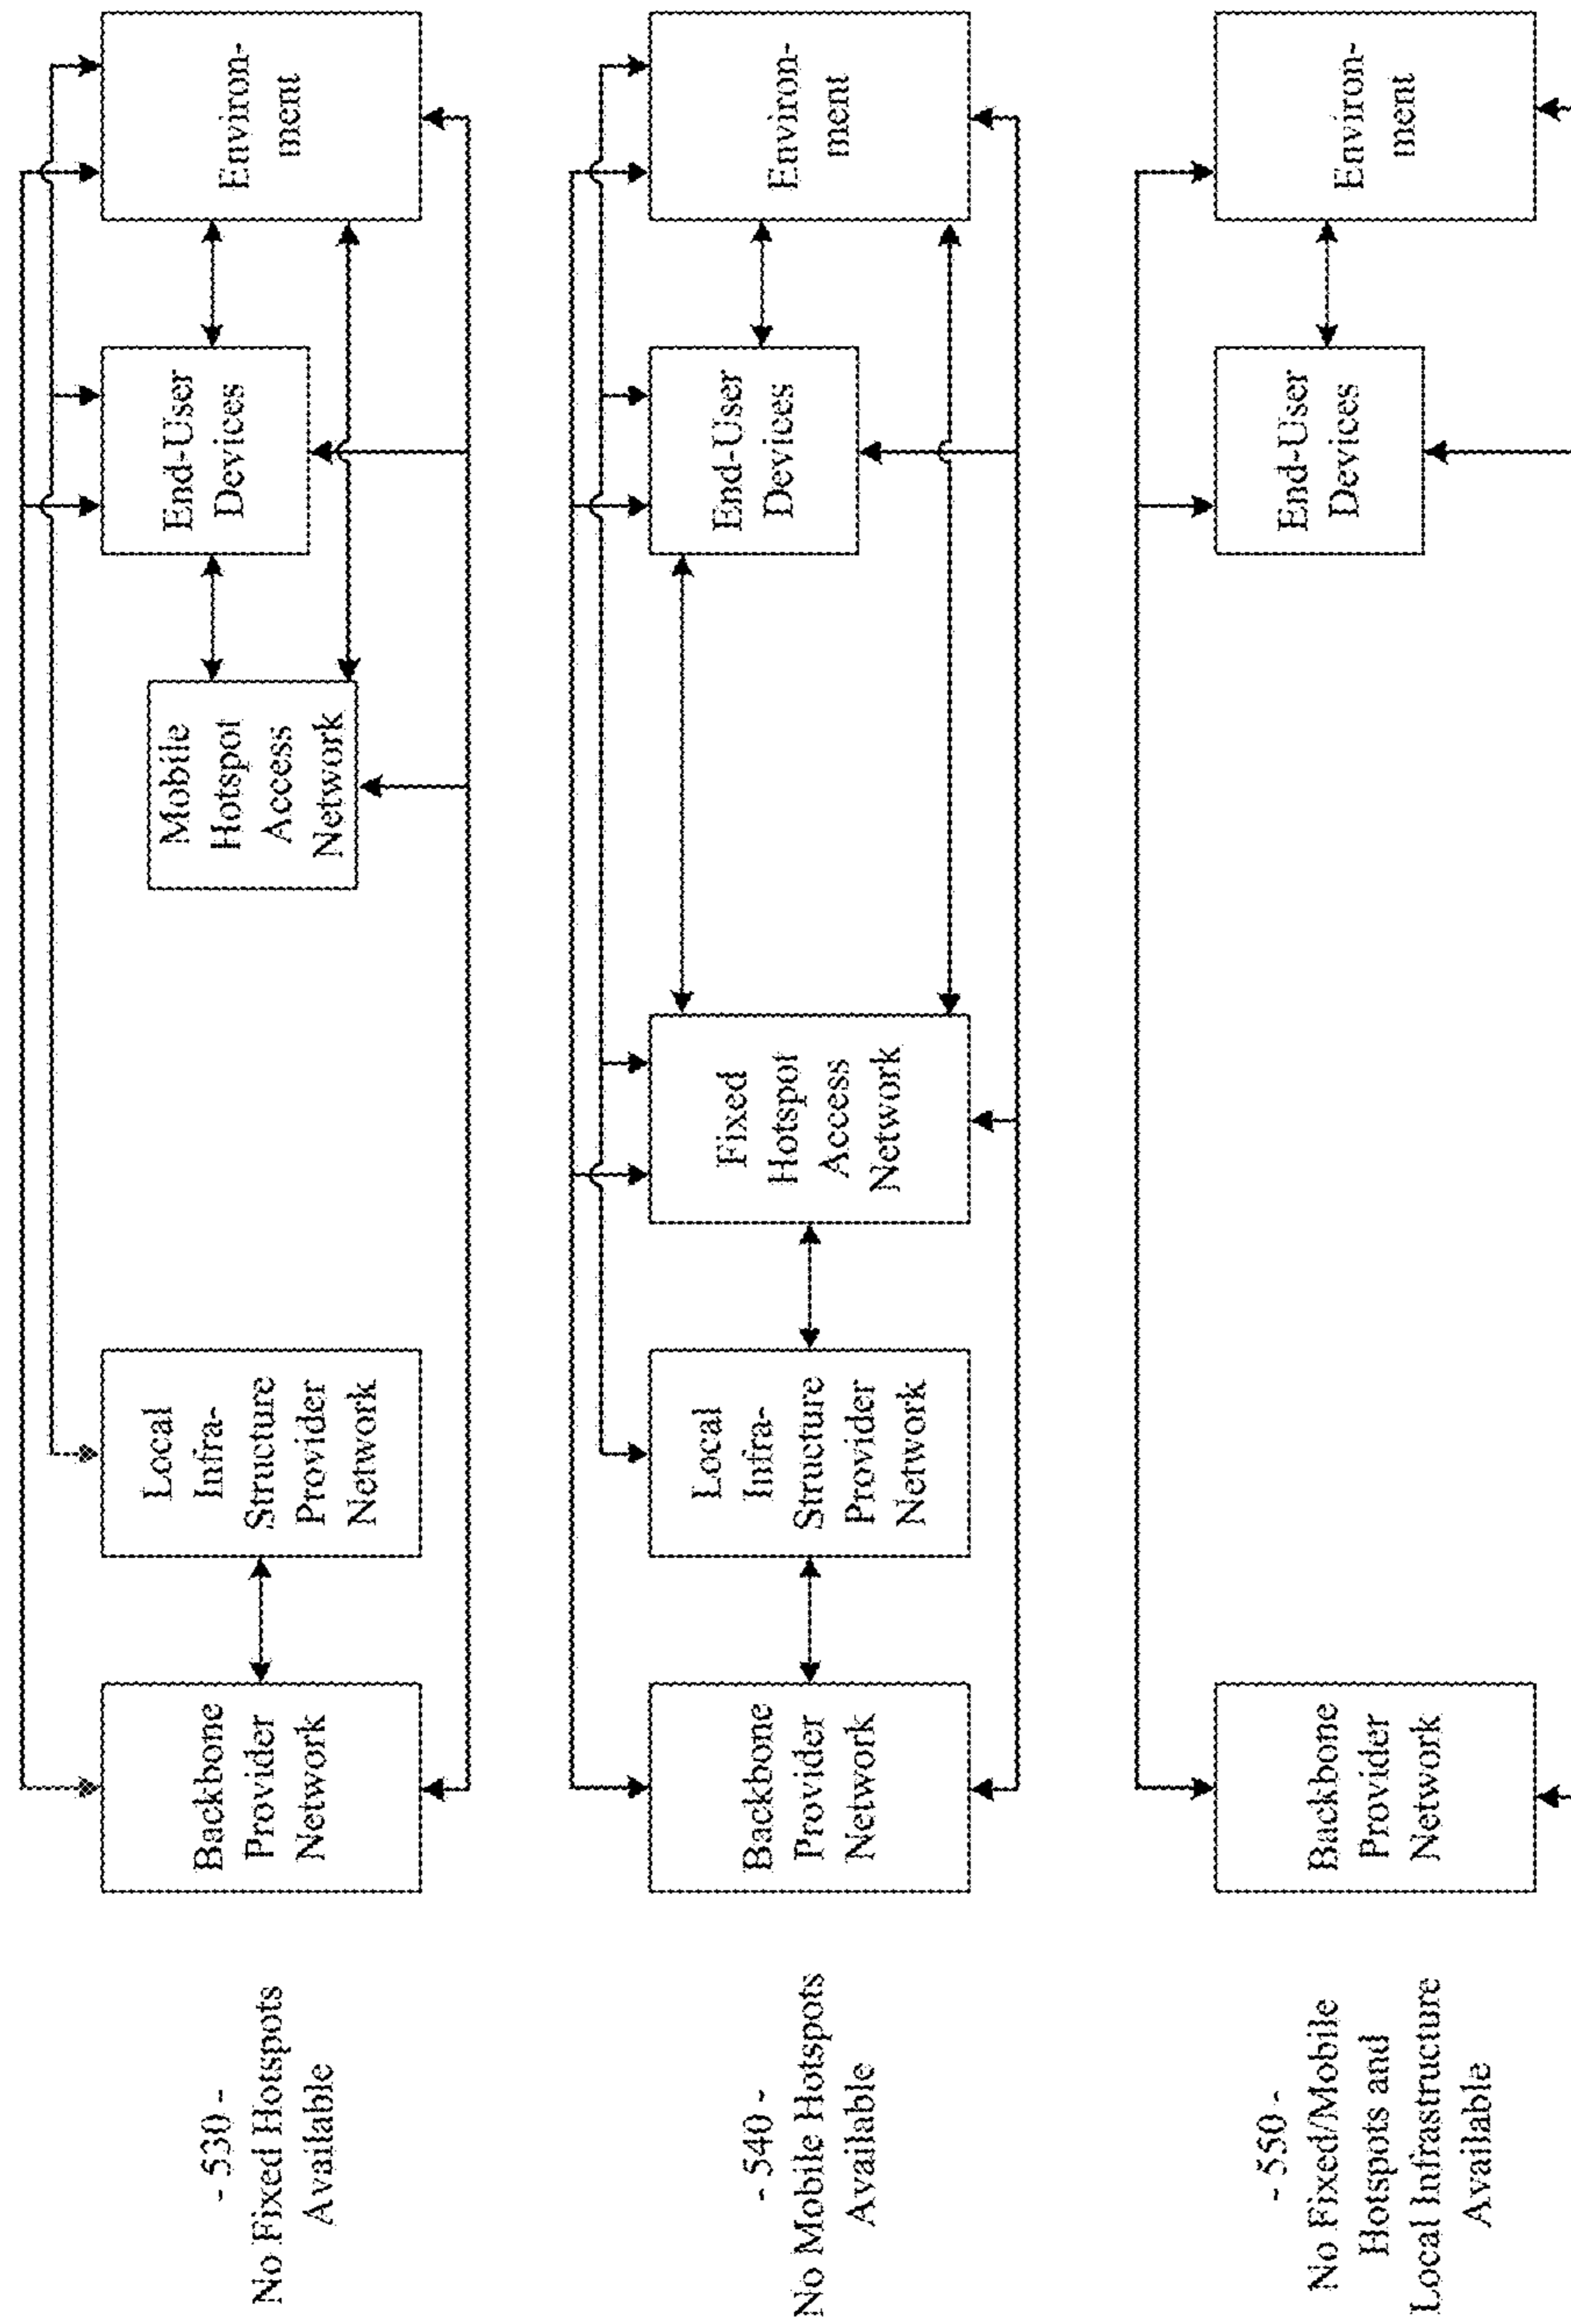 - 530 -
No Fixed Hotspots
Available
Backbone
Provider
Network
Local
Infra-
Structure
Provider
Network
Mobile
Hotspot
Access
Network
End-User
Devices
Environ-
ment
- 540 -
No Mobile Hotspots
Available
Backbone
Provider
Network
Local
Infra-
Structure
Provider
Network
Fixed
Hotspot
Access
Network
End-User
Devices
Environ-
ment
- 550 -
No Fixed/Mobile
Hotspots and
Local Infrastructure
Available
Backbone
Provider
Network
End-User
Devices
Environ-
ment